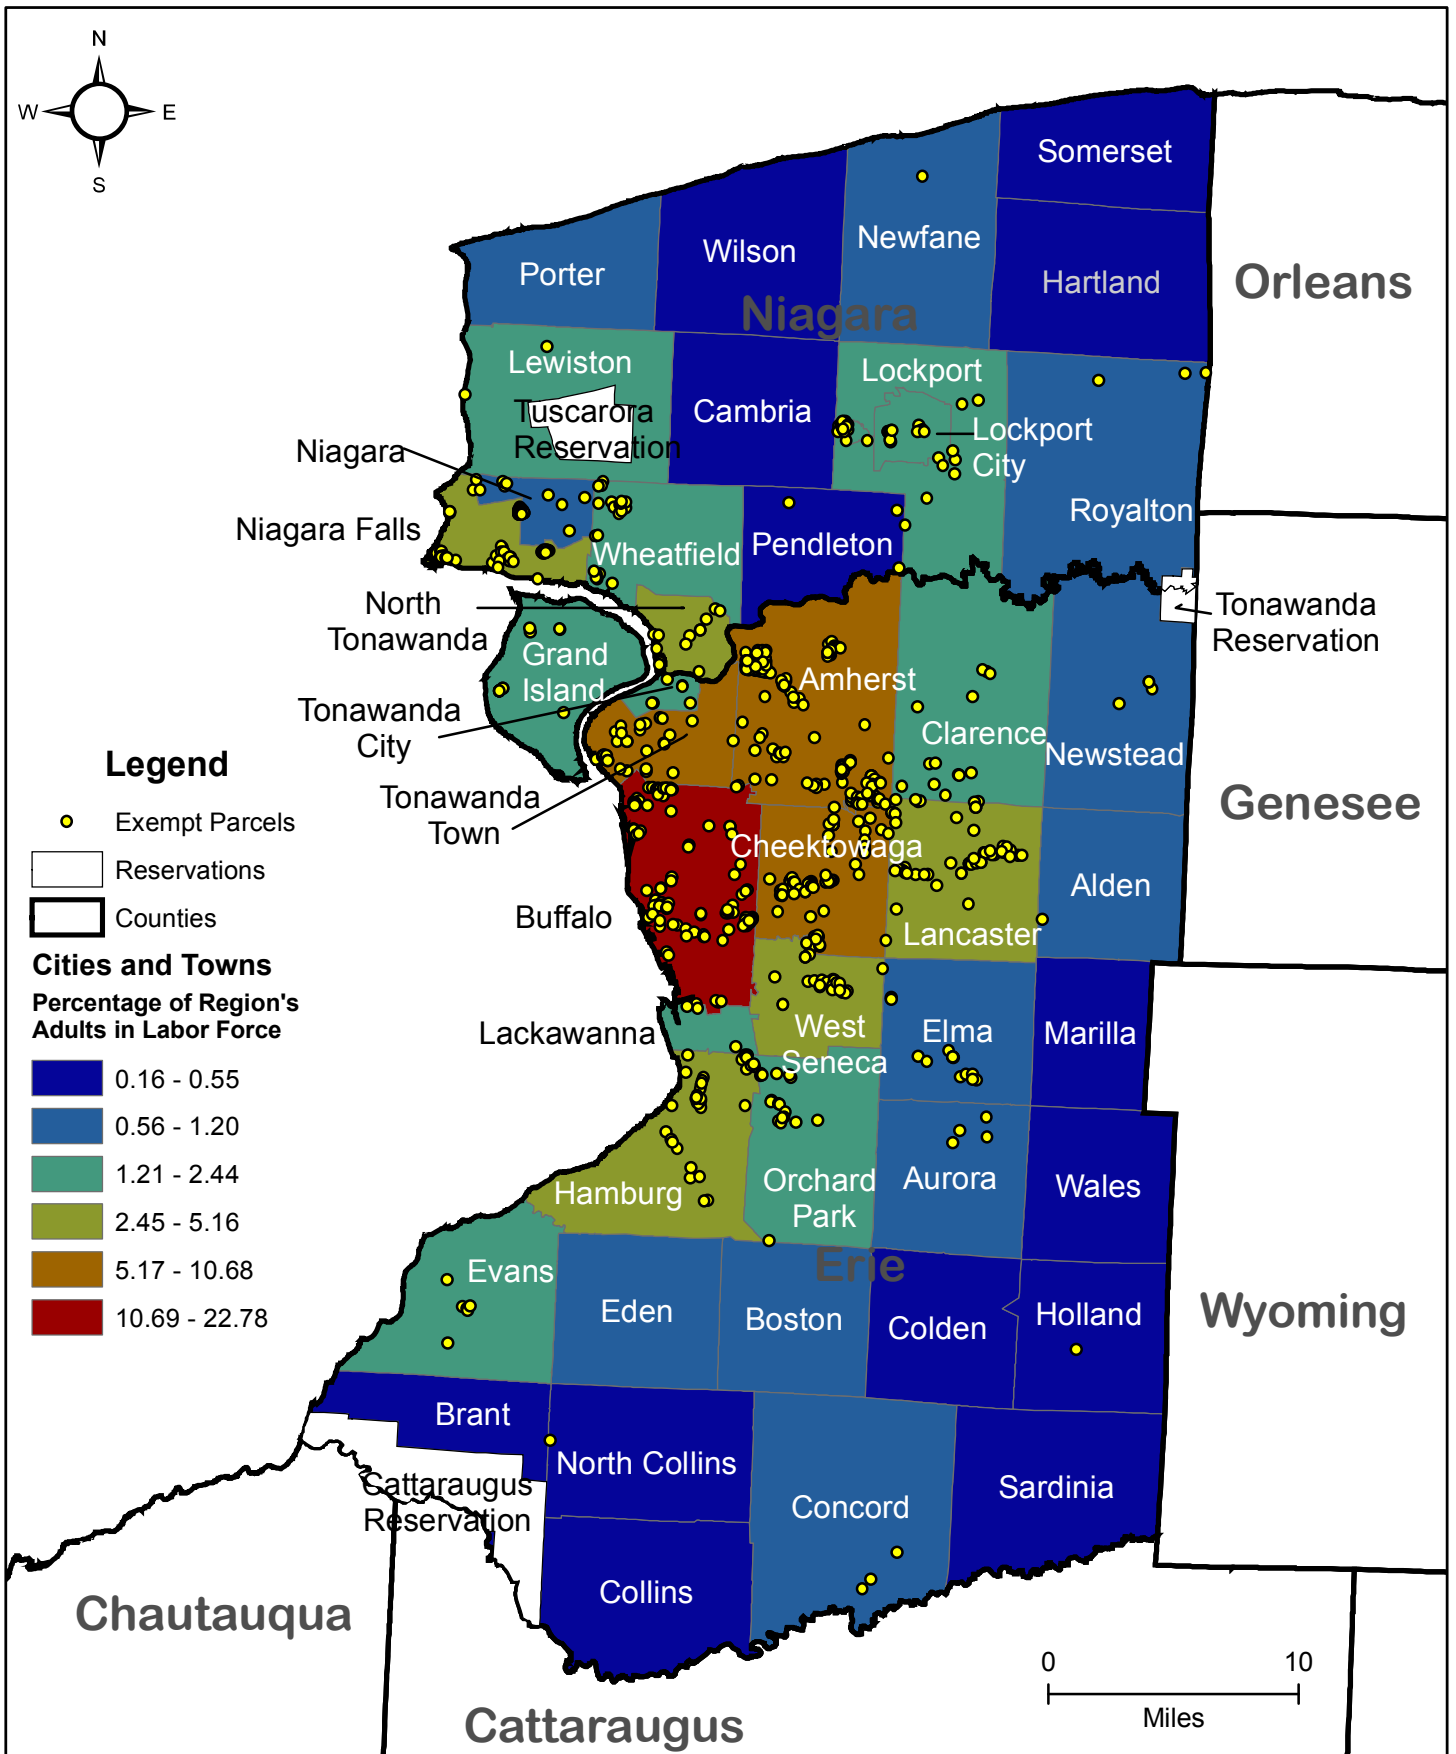 N
W
E
S
Somerset
Newfane
Wilson
Porter
Hartland
Orleans
Niagara
Lewiston
Lockport
Tuscarora
Reservation
Cambria
Lockport
City
Niagara
Royalton
Niagara Falls
Wheatfield
Pendleton
North
Tonawanda
Tonawanda
Reservation
Grand
Island
Amherst
Tonawanda
City
Clarence
Newstead
Legend
Exempt Parcels
Reservations
Counties
Tonawanda
Town
Genesee
Cheektowaga
Alden
Buffalo
Lancaster
Cities and Towns
Percentage of Region's
Adults in Labor Force
0.16 - 0.55
0.56 - 1.20
1.21 - 2.44
2.45 - 5.16
5.17 - 10.68
10.69 - 22.78
Lackawanna
West
Seneca
Elma
Marilla
Hamburg
Orchard
Park
Aurora
Wales
Erie
Evans
Eden
Boston
Colden
Holland
Wyoming
Brant
North Collins
Cattaraugus
Reservation
Concord
Sardinia
Collins
Chautauqua
Cattaraugus
0
10
Miles